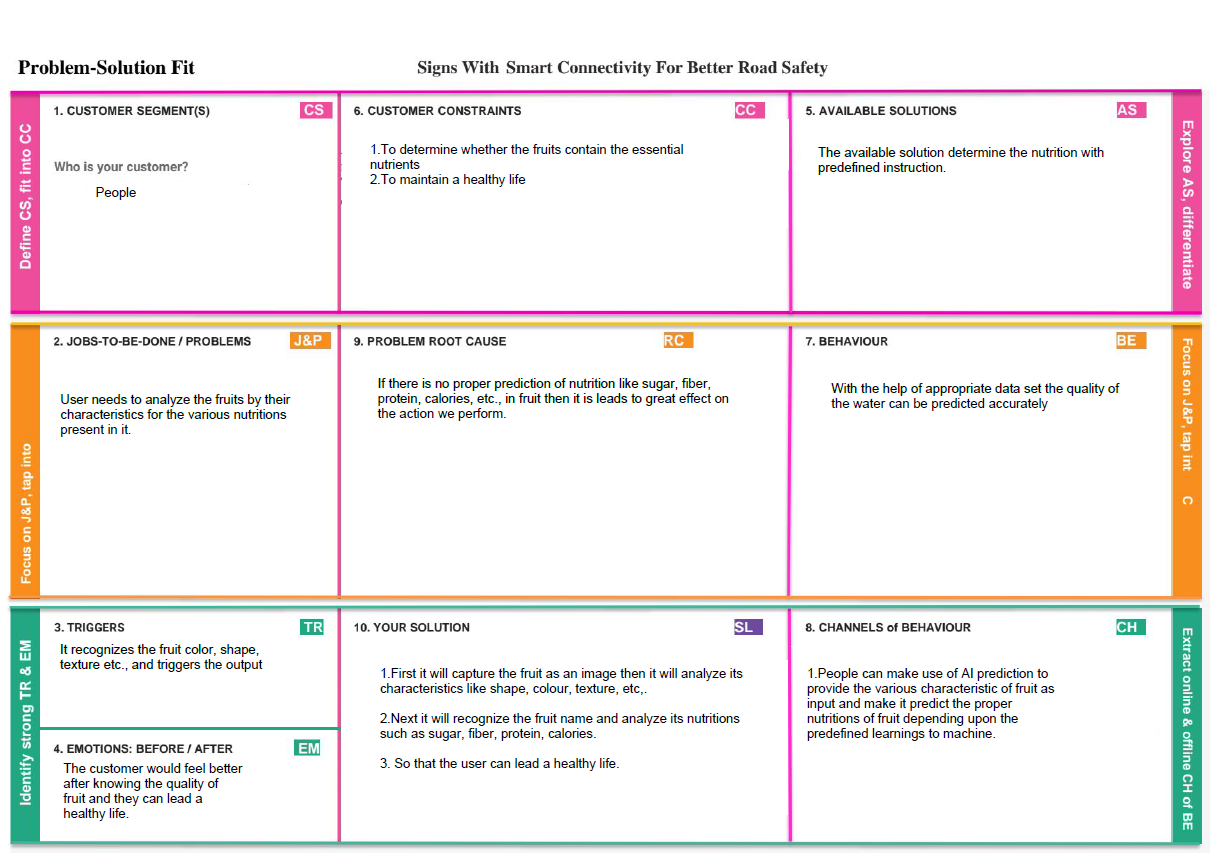 Problem-Solution Fit
Signs With Smart Connectivity For Better Road Safety
Define CS, fit into CC
1. CUSTOMER SEGMENT(S)
CS
Who is your customer?
People
6. CUSTOMER CONSTRAINTS
CC
1.To determine whether the fruits contain the essential
nutrients
2.To maintain a healthy life
5. AVAILABLE SOLUTIONS
AS
The available solution determine the nutrition with
predefined instruction.
Explore AS, differentiate
Focus on J&P, tap into
2. JOBS-TO-BE-DONE / PROBLEMS
J&P
User needs to analyze the fruits by their
characteristics for the various nutritions
present in it.
9. PROBLEM ROOT CAUSE
RC
If there is no proper prediction of nutrition like sugar, fiber,
protein, calories, etc., in fruit then it is leads to great effect on
the action we perform.
7. BEHAVIOUR
BE
With the help of appropriate data set the quality of
the water can be predicted accurately
Focus on J&P, tap int C
Identify strong TR & EM
3. TRIGGERS
TR
It recognizes the fruit color, shape,
texture etc., and triggers the output
4. EMOTIONS: BEFORE / AFTER
EM
The customer would feel better
after knowing the quality of
fruit and they can lead a
healthy life.
10. YOUR SOLUTION
SL
1.First it will capture the fruit as an image then it will analyze its
characteristics like shape, colour, texture, etc,.
2.Next it will recognize the fruit name and analyze its nutritions
such as sugar, fiber, protein, calories.
3. So that the user can lead a healthy life.
8. CHANNELS of BEHAVIOUR
CH
1.People can make use of AI prediction to
provide the various characteristic of fruit as
input and make it predict the proper
nutritions of fruit depending upon the
predefined learnings to machine.
Extract online & offline CH of BE